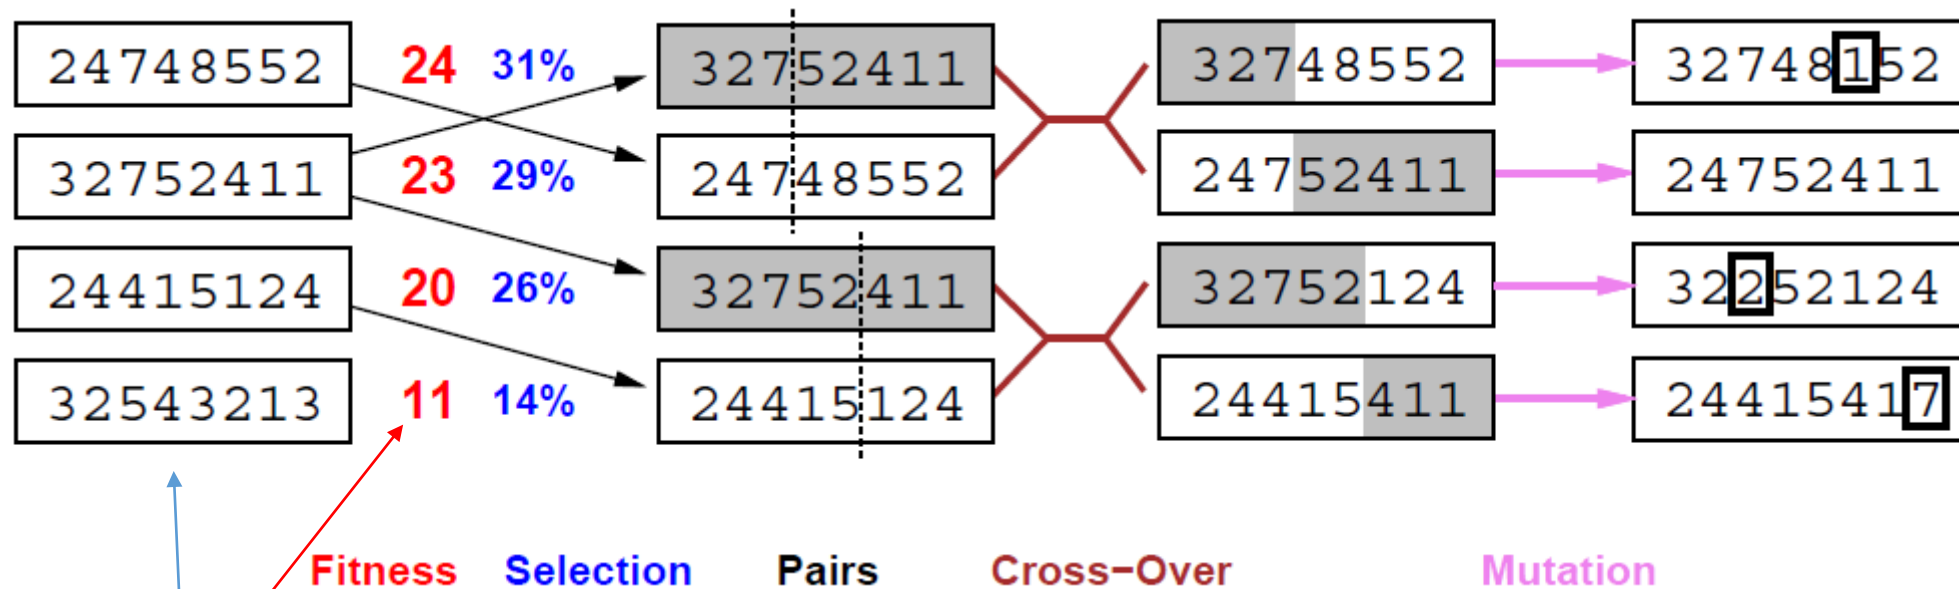 24748552 24 31% 32752411 32748552 32748152
32752411 23 29% 24748552 24752411 24752411
24415124 20 26% 32752411 32752124 32252124
32543213 11 14% 24415124 24415411 24415417
Fitness Selection Pairs Cross-Over Mutation